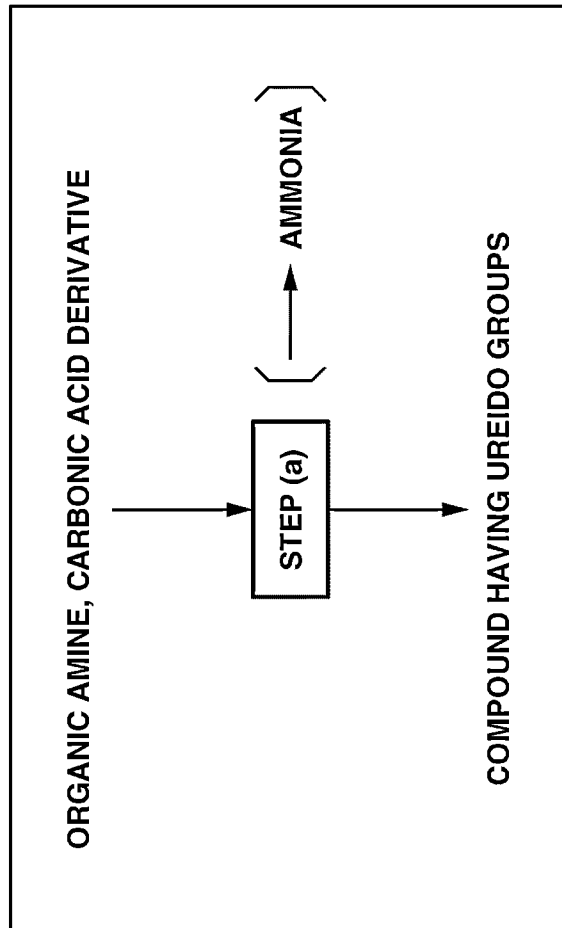 ORGANIC AMINE, CARBONIC ACID DERIVATIVE
STEP (a)
( AMMONIA )
COMPOUND HAVING UREIDO GROUPS